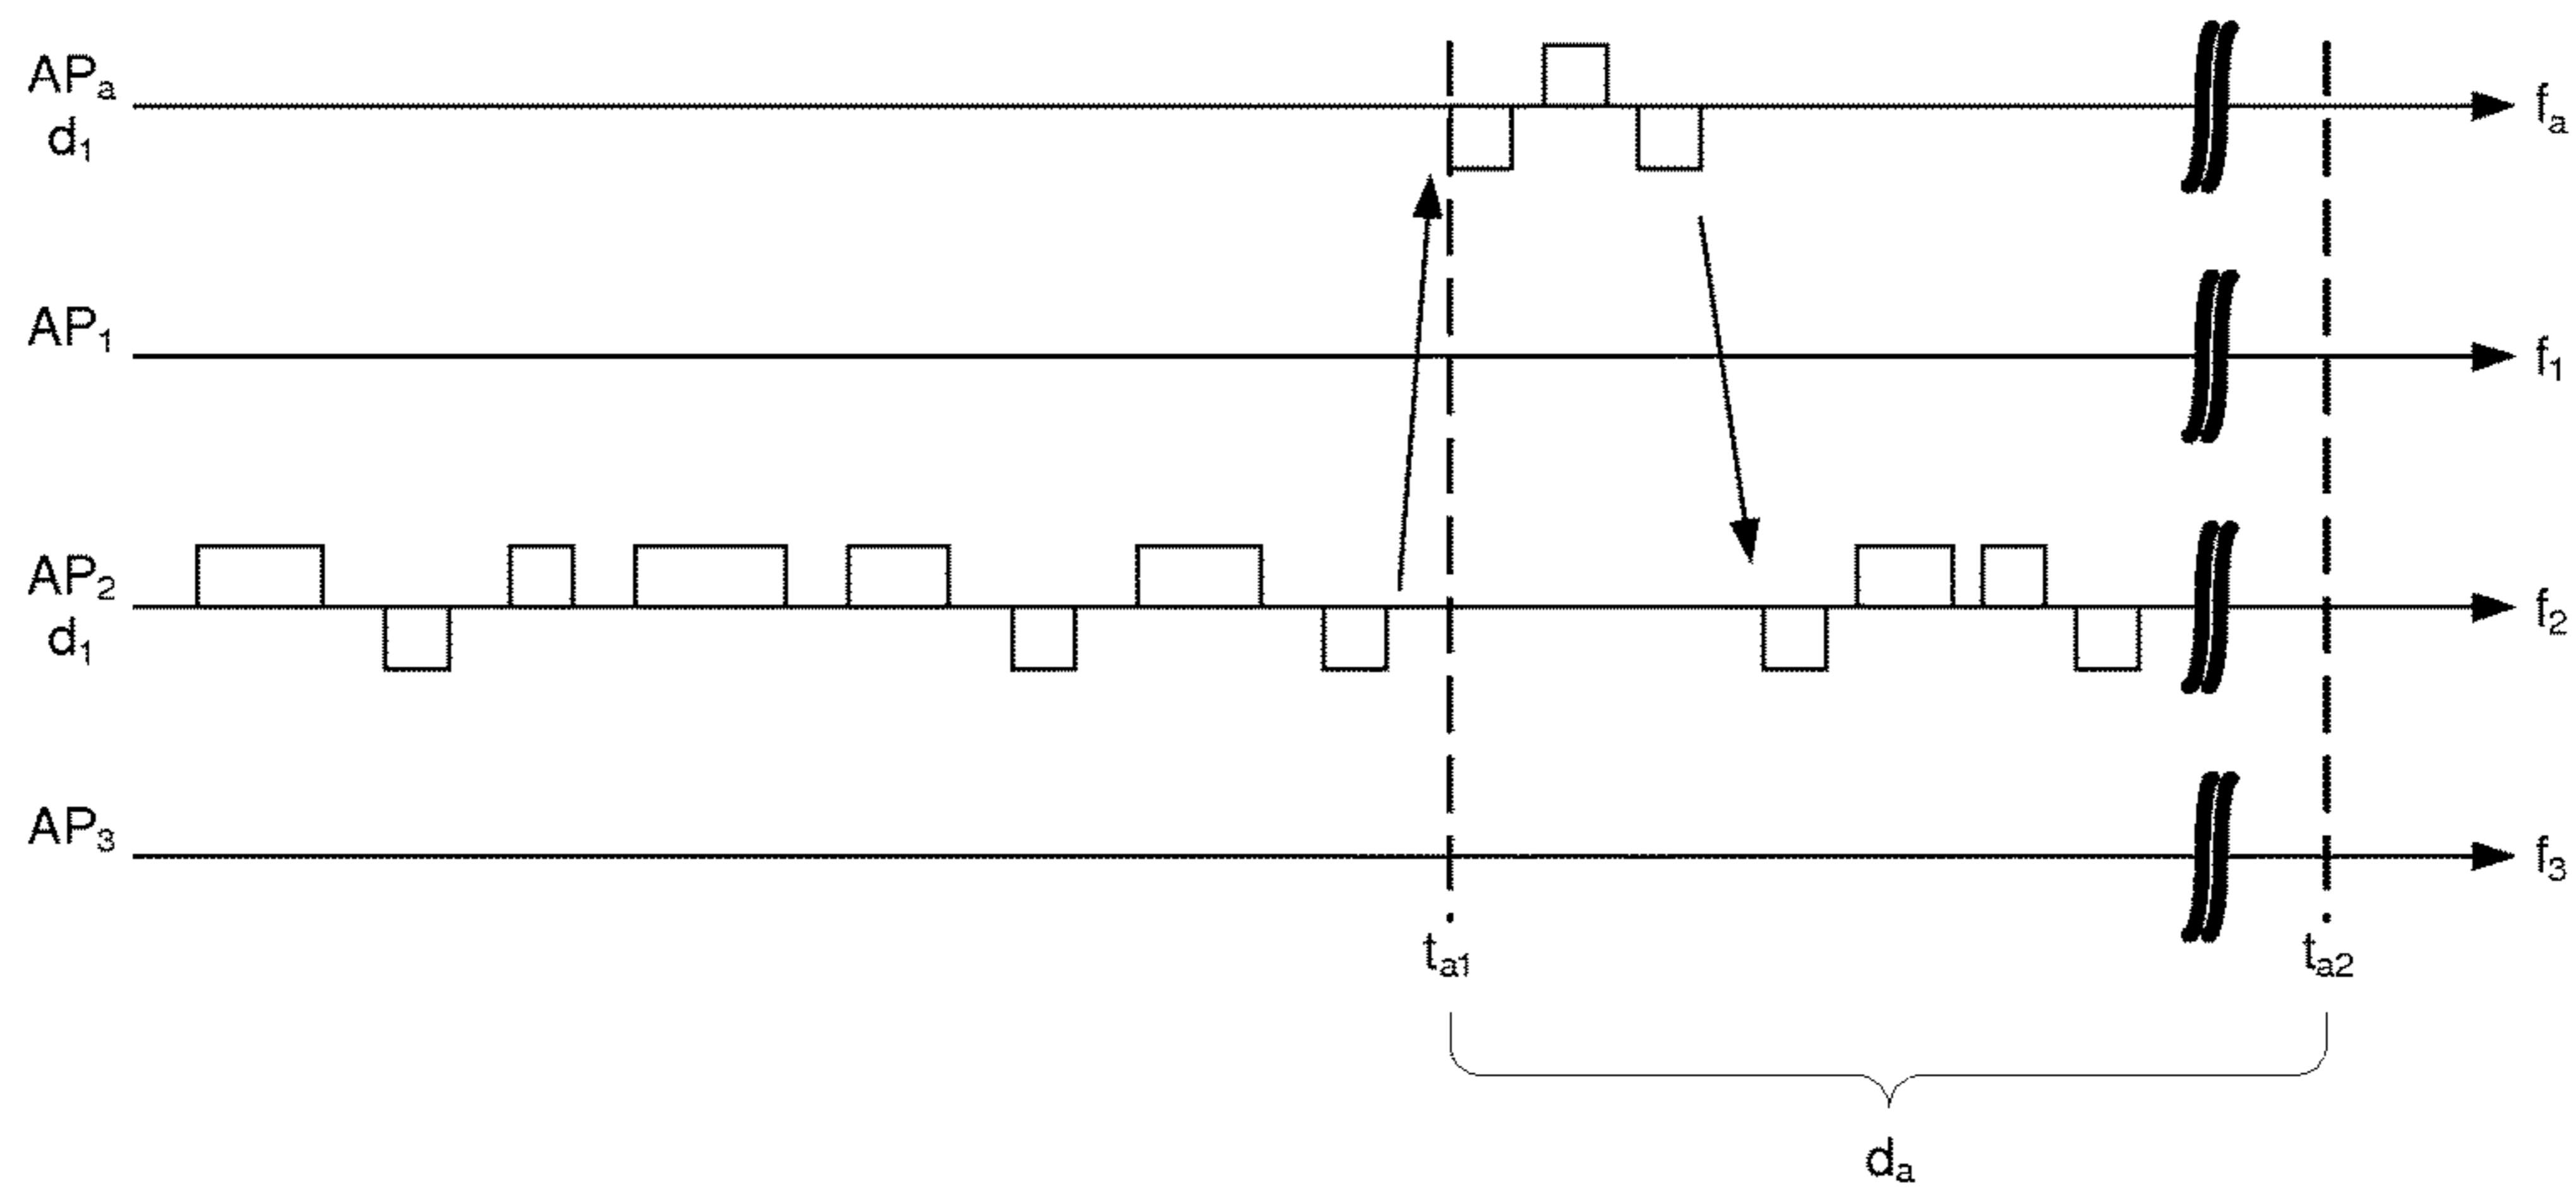 APₐ fₐ
d₁
AP₁ f₁
AP₂ f₂
d₁
AP₃ f₃
tₐ₁ tₐ₂
dₐ